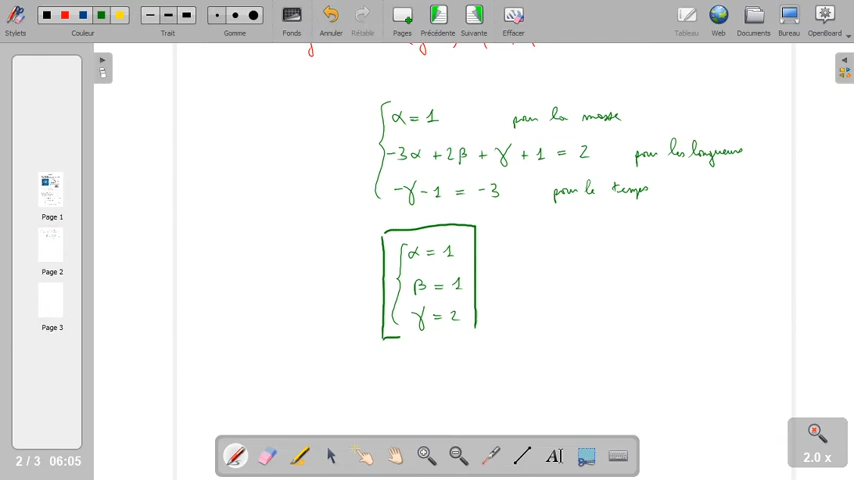 Stylets Couleur Trait Gomme Fonds Annuler Rétablir Pages Précédente Suivante Effacer Tableau Web Documents Bureau OpenBoard
α = 1 pour la masse
-3α + 2β + γ + 1 = 2 pour les longueurs
-γ - 1 = -3 pour le temps
α = 1
β = 1
γ = 2
Page 1
Page 2
Page 3
2 / 3 06:05
AI
2.0 x